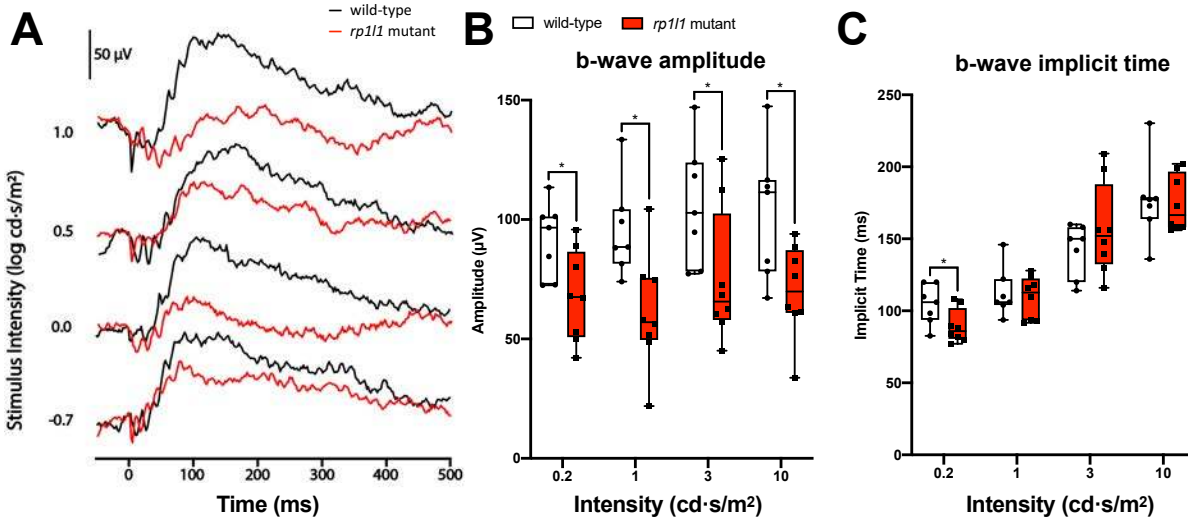 A
wild-type
rp1l1 mutant
50 µV
Stimulus Intensity (log cd·s/m²)
1.0
0.5
0.0
-0.7
0
100
200
300
400
500
Time (ms)
B
wild-type
rp1l1 mutant
b-wave amplitude
Amplitude (µV)
150
100
50
0
*
*
*
*
0.2
1
3
10
Intensity (cd·s/m²)
C
b-wave implicit time
Implicit Time (ms)
250
200
150
100
50
0
*
0.2
1
3
10
Intensity (cd·s/m²)